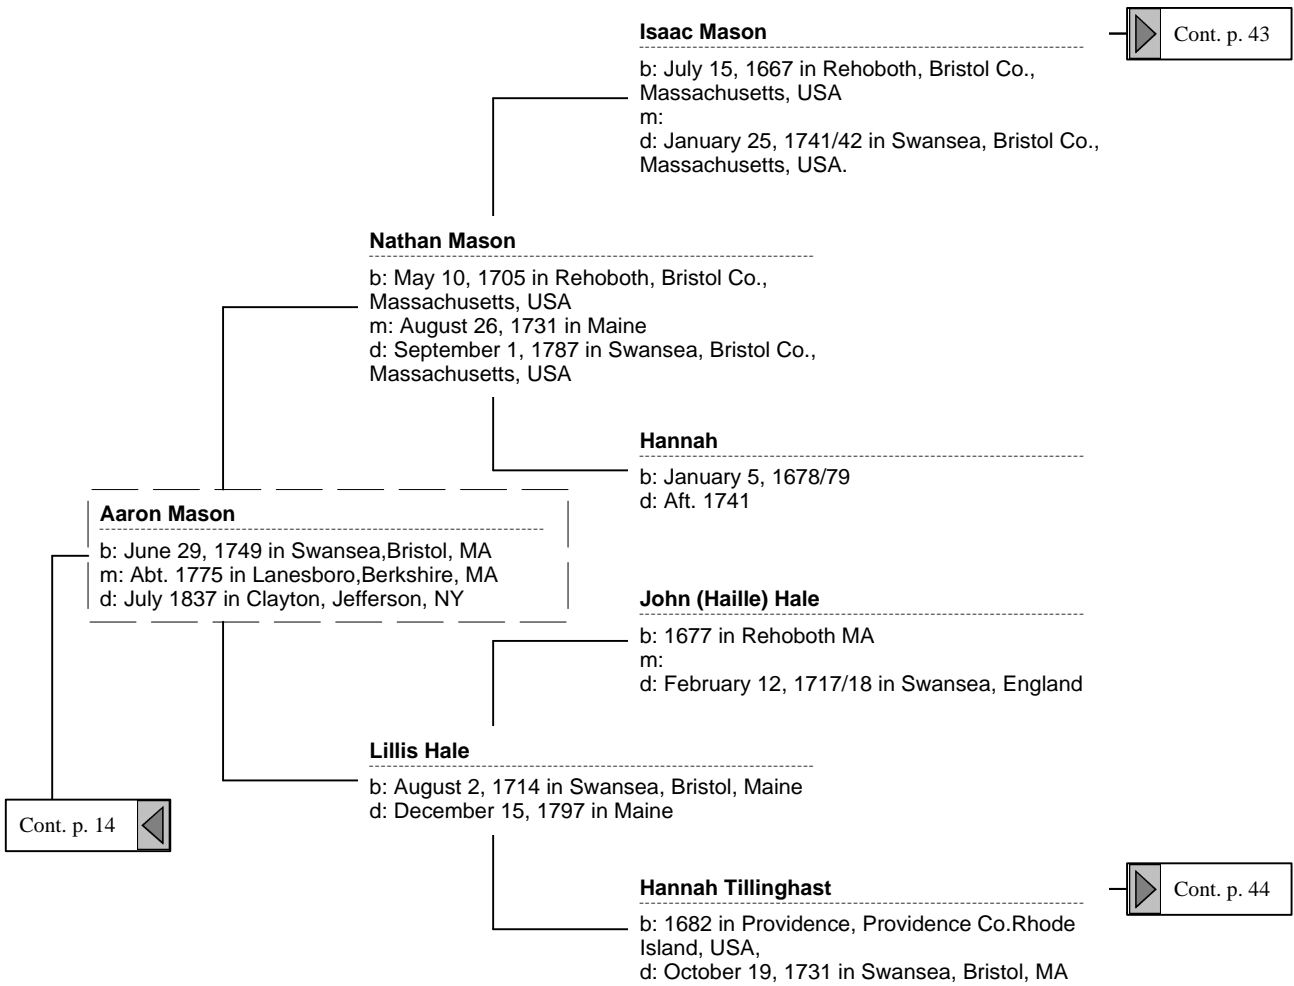 Isaac Mason
Cont. p. 43
b: July 15, 1667 in Rehoboth, Bristol Co.,
Massachusetts, USA
m:
d: January 25, 1741/42 in Swansea, Bristol Co.,
Massachusetts, USA.
Nathan Mason
b: May 10, 1705 in Rehoboth, Bristol Co.,
Massachusetts, USA
m: August 26, 1731 in Maine
d: September 1, 1787 in Swansea, Bristol Co.,
Massachusetts, USA
Hannah
b: January 5, 1678/79
d: Aft. 1741
Aaron Mason
b: June 29, 1749 in Swansea,Bristol, MA
m: Abt. 1775 in Lanesboro,Berkshire, MA
d: July 1837 in Clayton, Jefferson, NY
John (Haille) Hale
b: 1677 in Rehoboth MA
m:
d: February 12, 1717/18 in Swansea, England
Lillis Hale
b: August 2, 1714 in Swansea, Bristol, Maine
d: December 15, 1797 in Maine
Cont. p. 14
Hannah Tillinghast
Cont. p. 44
b: 1682 in Providence, Providence Co.Rhode
Island, USA,
d: October 19, 1731 in Swansea, Bristol, MA